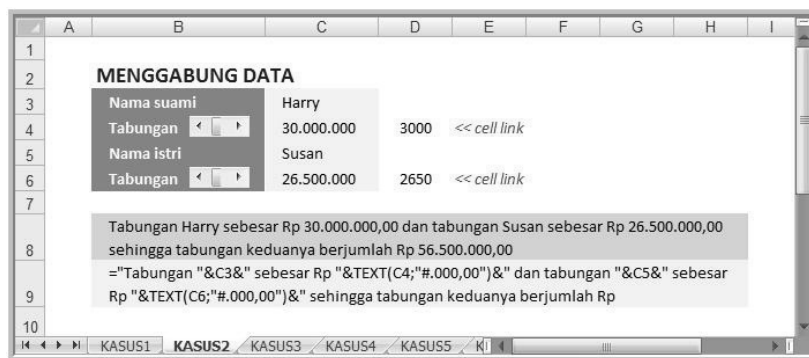 A B C D E F G H I
1
2 MENGGABUNG DATA
3 Nama suami Harry
4 Tabungan 30.000.000 3000 << cell link
5 Nama istri Susan
6 Tabungan 26.500.000 2650 << cell link
7
Tabungan Harry sebesar Rp 30.000.000,00 dan tabungan Susan sebesar Rp 26.500.000,00
8 sehingga tabungan keduanya berjumlah Rp 56.500.000,00
="Tabungan "&C3&" sebesar Rp "&TEXT(C4;"#.000,00")&" dan tabungan "&C5&" sebesar
9 Rp "&TEXT(C6;"#.000,00")&" sehingga tabungan keduanya berjumlah Rp
10
KASUS1 KASUS2 KASUS3 KASUS4 KASUS5